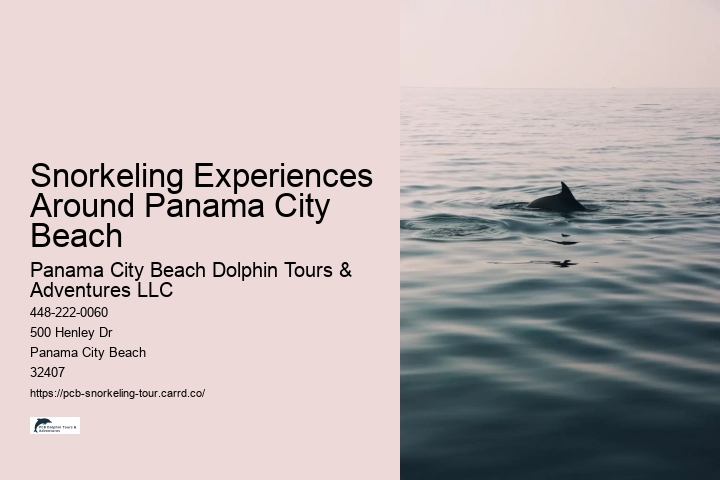 Snorkeling Experiences
Around Panama City
Beach
Panama City Beach Dolphin Tours &
Adventures LLC
448-222-0060
500 Henley Dr
Panama City Beach
32407
https://pcb-snorkeling-tour.carrd.co/
PCB Dolphin Tours &
Adventures